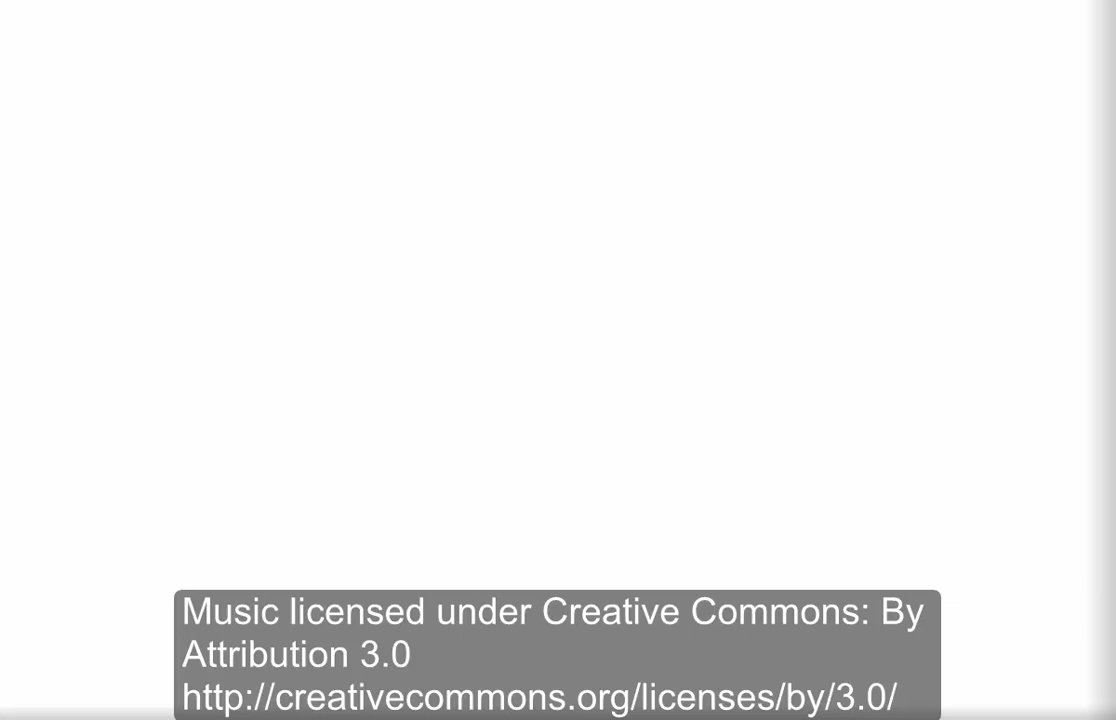 Music licensed under Creative Commons: By
Attribution 3.0
http://creativecommons.org/licenses/by/3.0/